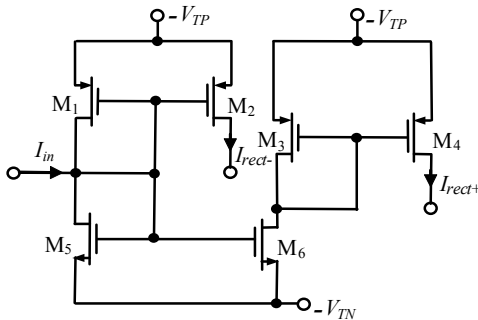 -V_TP
-V_TP
M1
M2
M3
M4
I_in
I_rect-
I_rect+
M5
M6
-V_TN